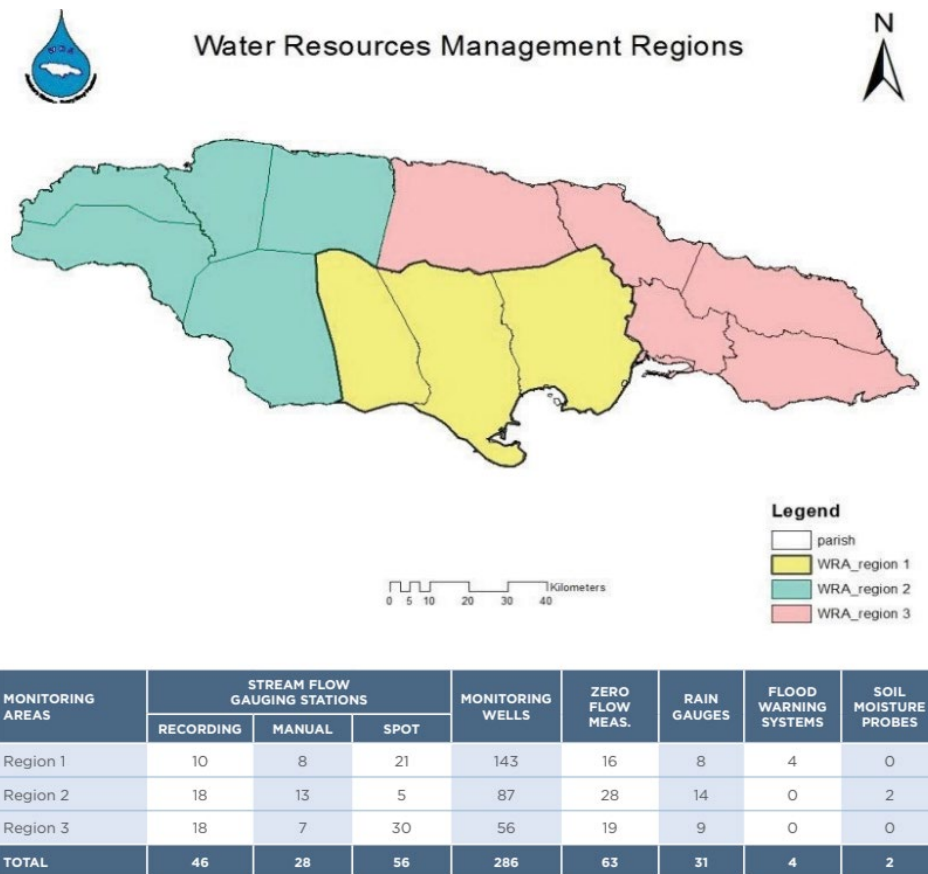 Water Resources Management Regions
N
Legend
parish
WRA_region 1
WRA_region 2
WRA_region 3
Kilometers
0 5 10 20 30 40
MONITORING AREAS STREAM FLOW GAUGING STATIONS MONITORING WELLS ZERO FLOW MEAS. RAIN GAUGES FLOOD WARNING SYSTEMS SOIL MOISTURE PROBES
RECORDING MANUAL SPOT
Region 1 10 8 21 143 16 8 4 0
Region 2 18 13 5 87 28 14 0 2
Region 3 18 7 30 56 19 9 0 0
TOTAL 46 28 56 286 63 31 4 2